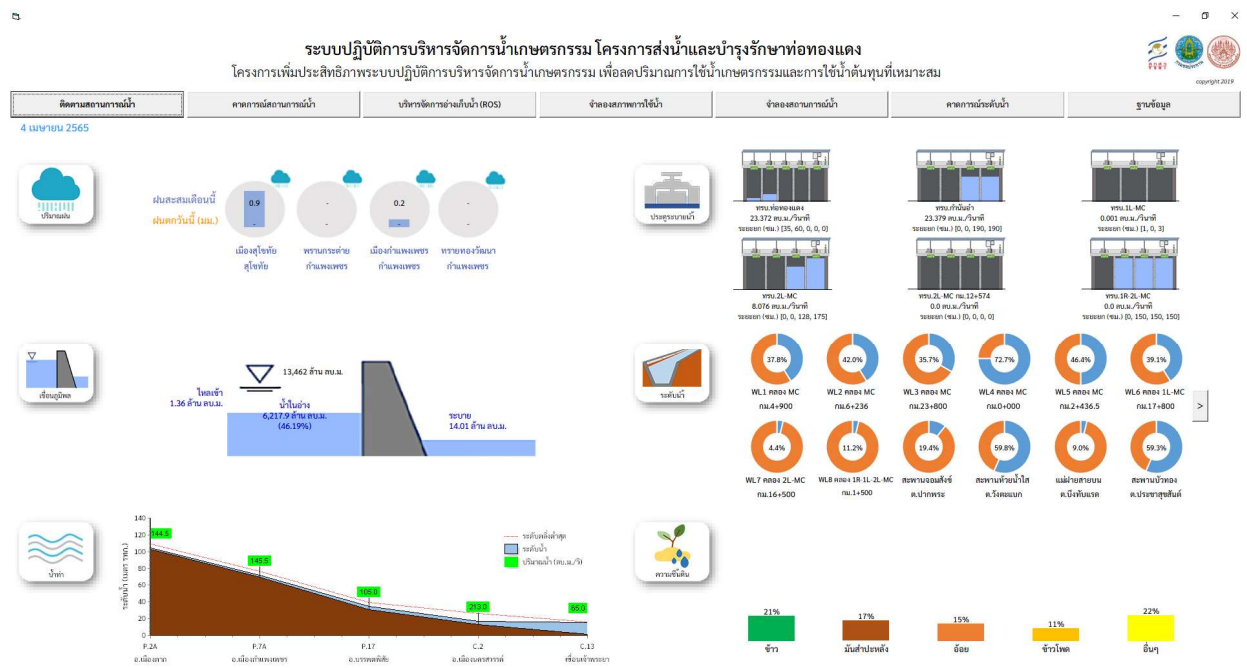 ระบบปฏิบัติการบริหารจัดการน้ำเกษตรกรรม โครงการส่งน้ำและบำรุงรักษาท่อทองแดง
โครงการเพิ่มประสิทธิภาพระบบปฏิบัติการบริหารจัดการน้ำเกษตรกรรม เพื่อลดปริมาณการใช้น้ำเกษตรกรรมและการใช้น้ำต้นทุนที่เหมาะสม
copyright 2019
ติดตามสถานการณ์น้ำ คาดการณ์สถานการณ์น้ำ บริหารจัดการอ่างเก็บน้ำ (ROS) จำลองสภาพการใช้น้ำ จำลองสถานการณ์น้ำ คาดการณ์ระดับน้ำ ฐานข้อมูล
4 เมษายน 2565
ปริมาณฝน
ฝนสะสมเดือนนี้ 0.9 - 0.2 -
ฝนตกวันนี้ (มม.) - - - -
เมืองสุโขทัย พรานกระต่าย เมืองกำแพงเพชร ทรายทองวัฒนา
สุโขทัย กำแพงเพชร กำแพงเพชร กำแพงเพชร
ประตูระบายน้ำ
ทรบ.ท่อทองแดง ทรบ.กำนันอำ ทรบ.1L-MC
23.372 ลบ.ม./วินาที 23.379 ลบ.ม./วินาที 0.001 ลบ.ม./วินาที
ระยะยก (ซม.) [35, 60, 0, 0, 0] ระยะยก (ซม.) [0, 0, 190, 190] ระยะยก (ซม.) [1, 0, 3]
ทรบ.2L-MC ทรบ.2L-MC กม.12+574 ทรบ.1R-2L-MC
8.076 ลบ.ม./วินาที 0.0 ลบ.ม./วินาที 0.0 ลบ.ม./วินาที
ระยะยก (ซม.) [0, 0, 128, 175] ระยะยก (ซม.) [0, 0, 0, 0] ระยะยก (ซม.) [0, 150, 150, 150]
เขื่อนภูมิพล
13,462 ล้าน ลบ.ม.
ไหลเข้า
1.36 ล้าน ลบ.ม.
น้ำในอ่าง
6,217.9 ล้าน ลบ.ม.
(46.19%)
ระบาย
14.01 ล้าน ลบ.ม.
ระดับน้ำ
37.8% 42.0% 35.7% 72.7% 46.4% 39.1%
WL1 คลอง MC WL2 คลอง MC WL3 คลอง MC WL4 คลอง MC WL5 คลอง MC WL6 คลอง 1L-MC
กม.4+900 กม.6+236 กม.23+800 กม.0+000 กม.2+436.5 กม.17+800
>
4.4% 11.2% 19.4% 59.8% 9.0% 59.3%
WL7 คลอง 2L-MC WL8 คลอง 1R-1L-2L-MC สะพานจอมสังข์ สะพานห้วยน้ำใส แม่ฝ่ายสายบน สะพานบัวทอง
กม.16+500 กม.1+500 ต.ปากพระ ต.วังตะแบก ต.บึงทับแรต ต.ประชาสุขสันต์
น้ำท่า
ระดับน้ำ (เมตร รทก.)
140
120
100
80
60
40
20
0
144.5 145.5 105.0 213.0 65.0
ระดับตลิ่งต่ำสุด
ระดับน้ำ
ปริมาณน้ำ (ลบ.ม./วิ)
P.2A P.7A P.17 C.2 C.13
อ.เมืองตาก อ.เมืองกำแพงเพชร อ.บรรพตพิสัย อ.เมืองนครสวรรค์ เขื่อนเจ้าพระยา
ความชื้นดิน
21% 17% 15% 11% 22%
ข้าว มันสำปะหลัง อ้อย ข้าวโพด อื่นๆ